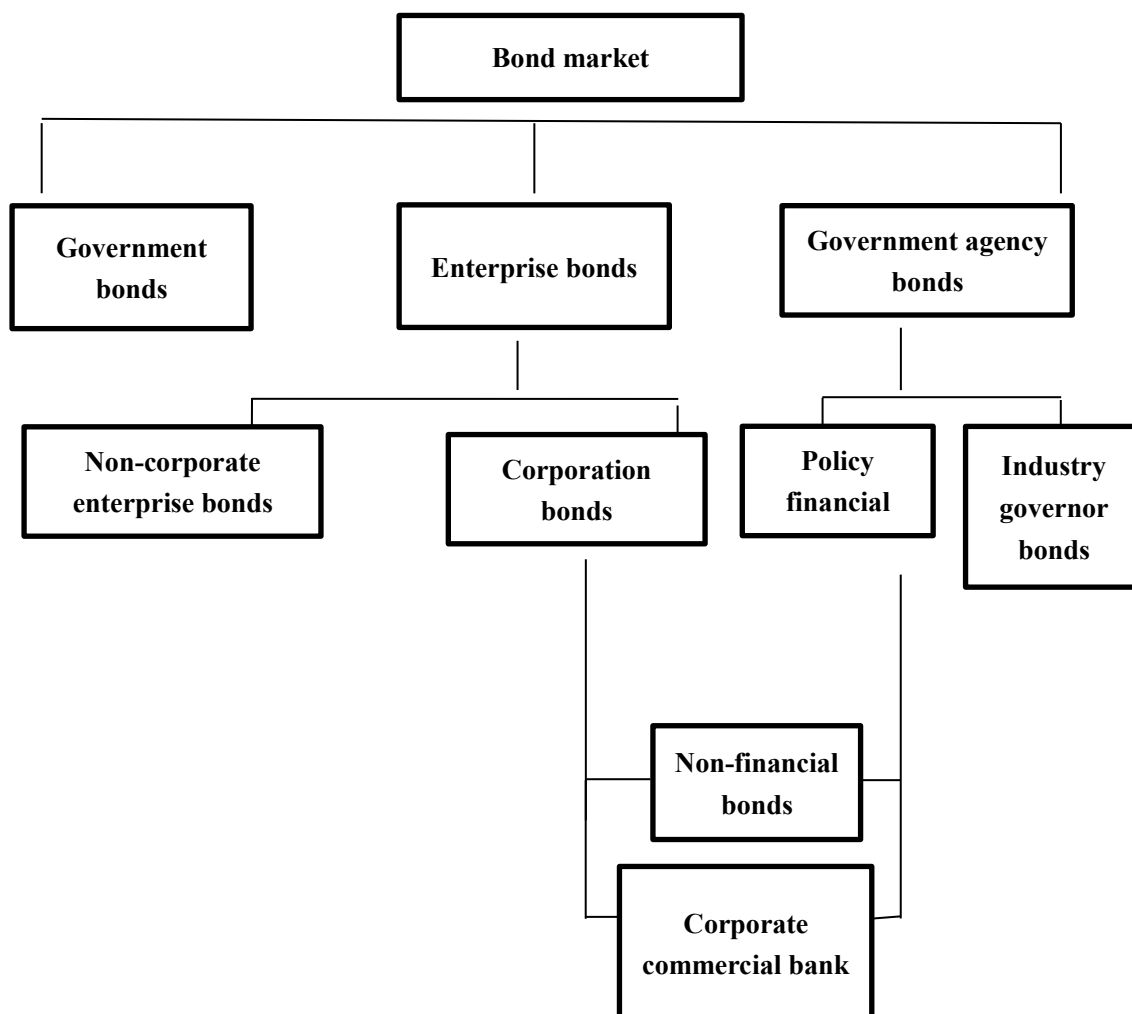 Bond market
Government
bonds
Enterprise bonds
Government agency
bonds
Non-corporate
enterprise bonds
Corporation
bonds
Policy
financial
Industry
governor
bonds
Non-financial
bonds
Corporate
commercial bank